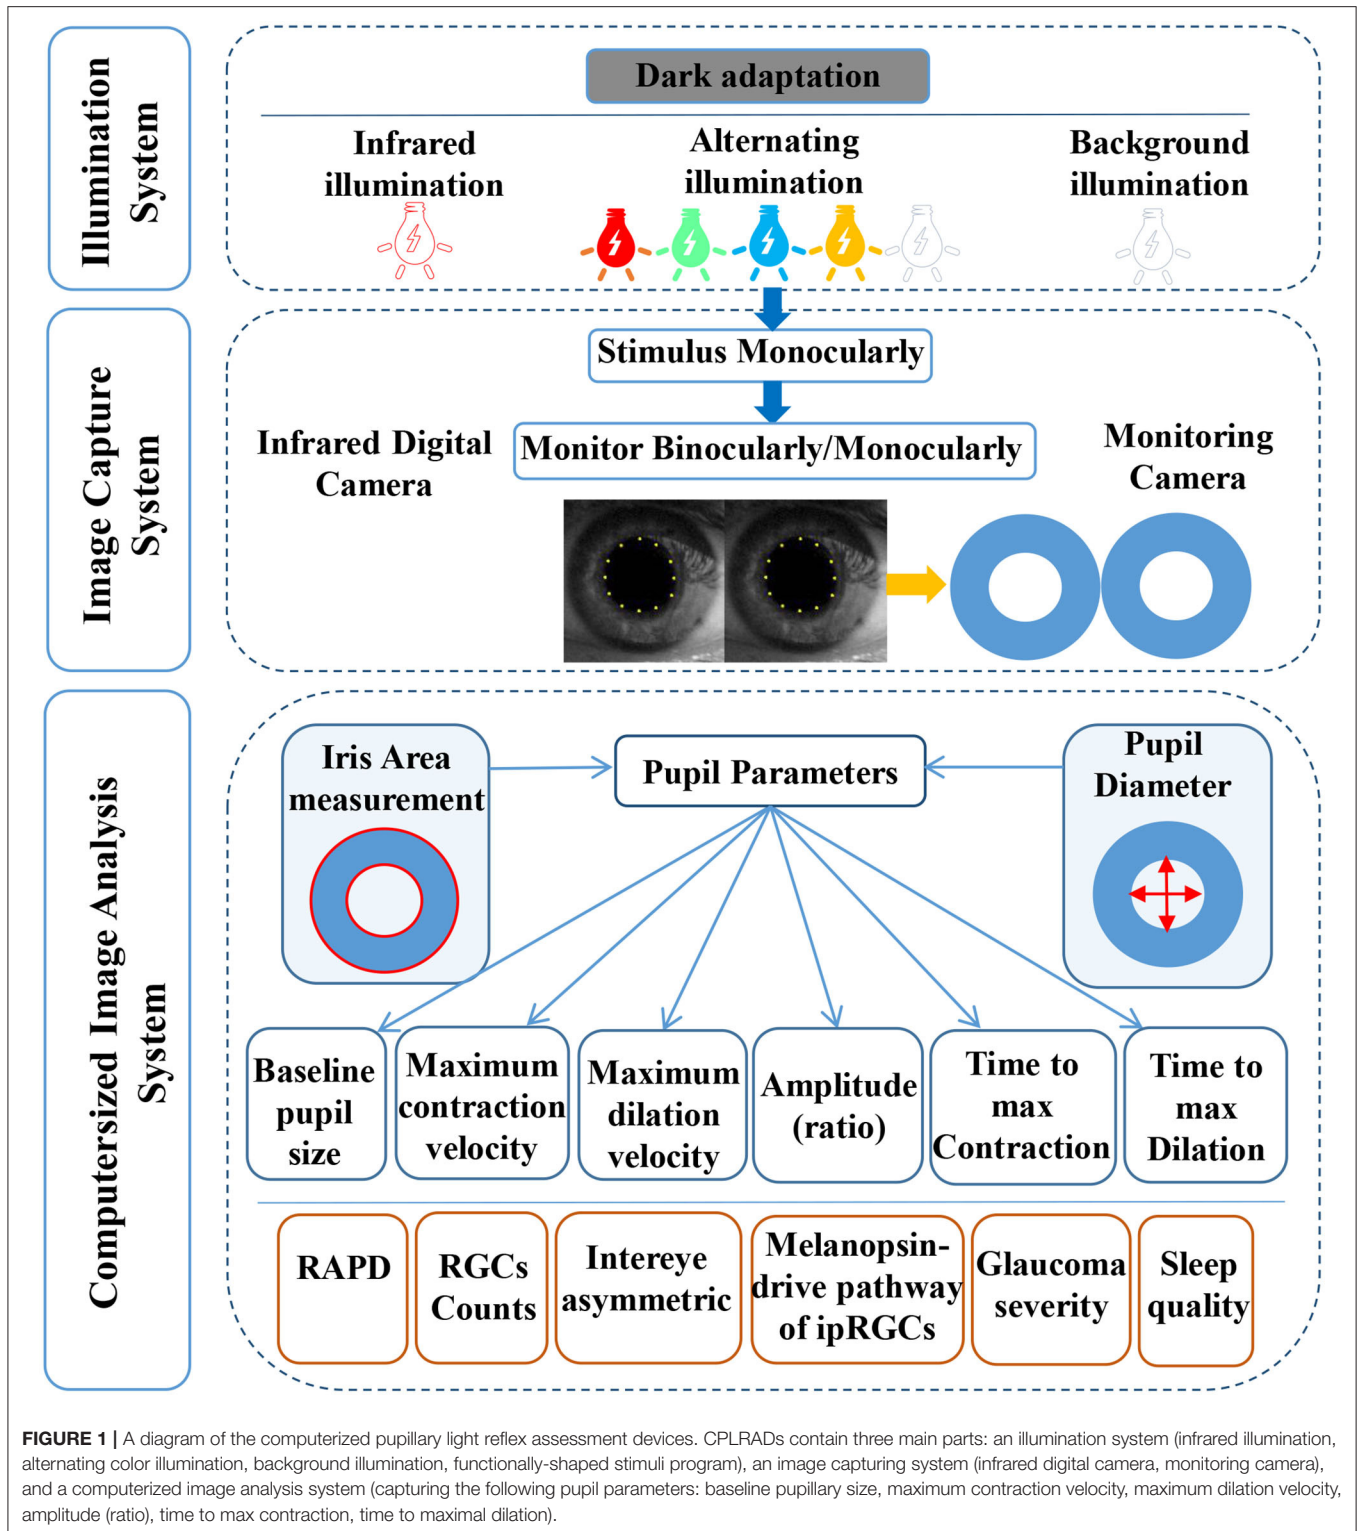 Illumination
System
Dark adaptation
Infrared
illumination
Alternating
illumination
Background
illumination
Image Capture
System
Stimulus Monocularly
Infrared Digital
Camera
Monitor Binocularly/Monocularly
Monitoring
Camera
Computersized Image Analysis
System
Iris Area
measurement
Pupil Parameters
Pupil
Diameter
Baseline
pupil
size
Maximum
contraction
velocity
Maximum
dilation
velocity
Amplitude
(ratio)
Time to
max
Contraction
Time to
max
Dilation
RAPD
RGCs
Counts
Intereye
asymmetric
Melanopsin-
drive pathway
of ipRGCs
Glaucoma
severity
Sleep
quality
FIGURE 1 | A diagram of the computerized pupillary light reflex assessment devices. CPLRADs contain three main parts: an illumination system (infrared illumination,
alternating color illumination, background illumination, functionally-shaped stimuli program), an image capturing system (infrared digital camera, monitoring camera),
and a computerized image analysis system (capturing the following pupil parameters: baseline pupillary size, maximum contraction velocity, maximum dilation velocity,
amplitude (ratio), time to max contraction, time to maximal dilation).